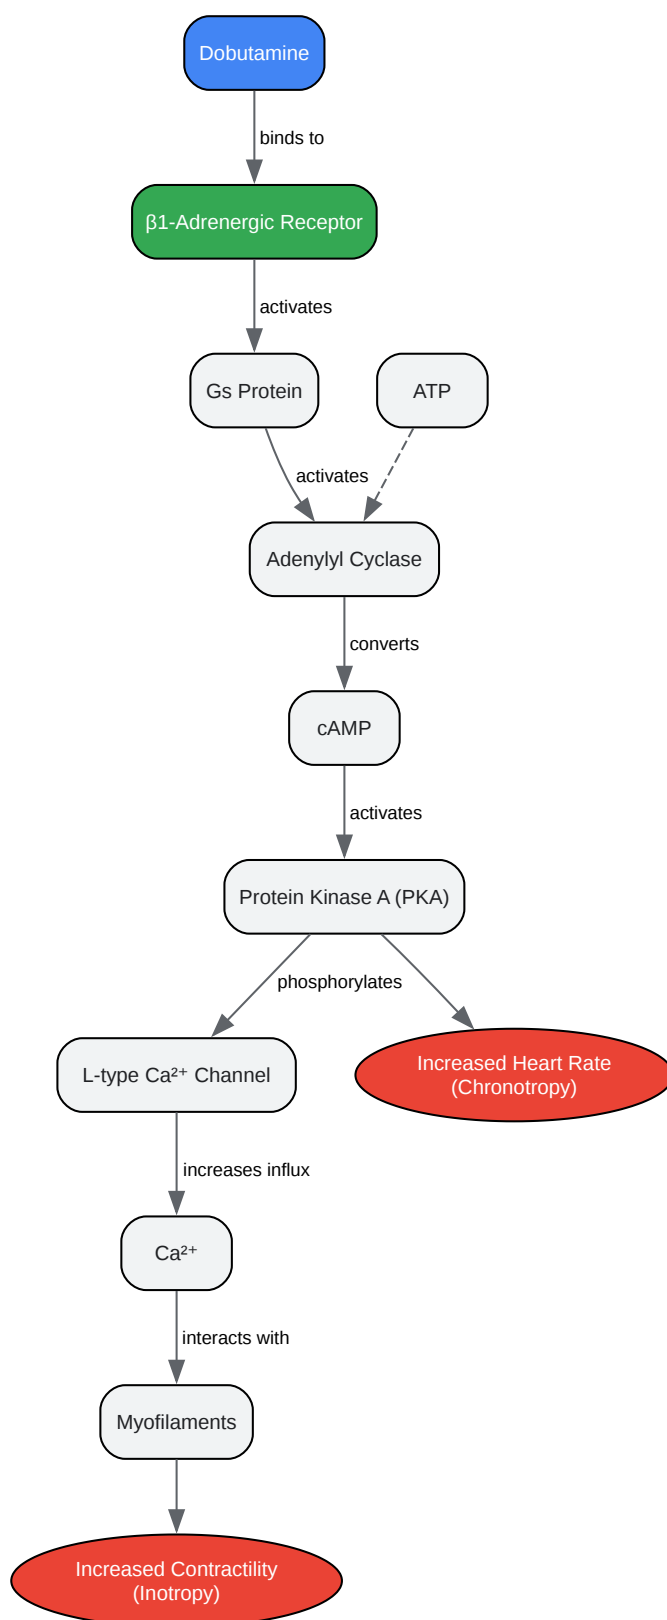 Dobutamine
binds to
β1-Adrenergic Receptor
activates
Gs Protein
ATP
activates
Adenylyl Cyclase
converts
cAMP
activates
Protein Kinase A (PKA)
phosphorylates
L-type Ca²⁺ Channel
Increased Heart Rate
(Chronotropy)
increases influx
Ca²⁺
interacts with
Myofilaments
Increased Contractility
(Inotropy)